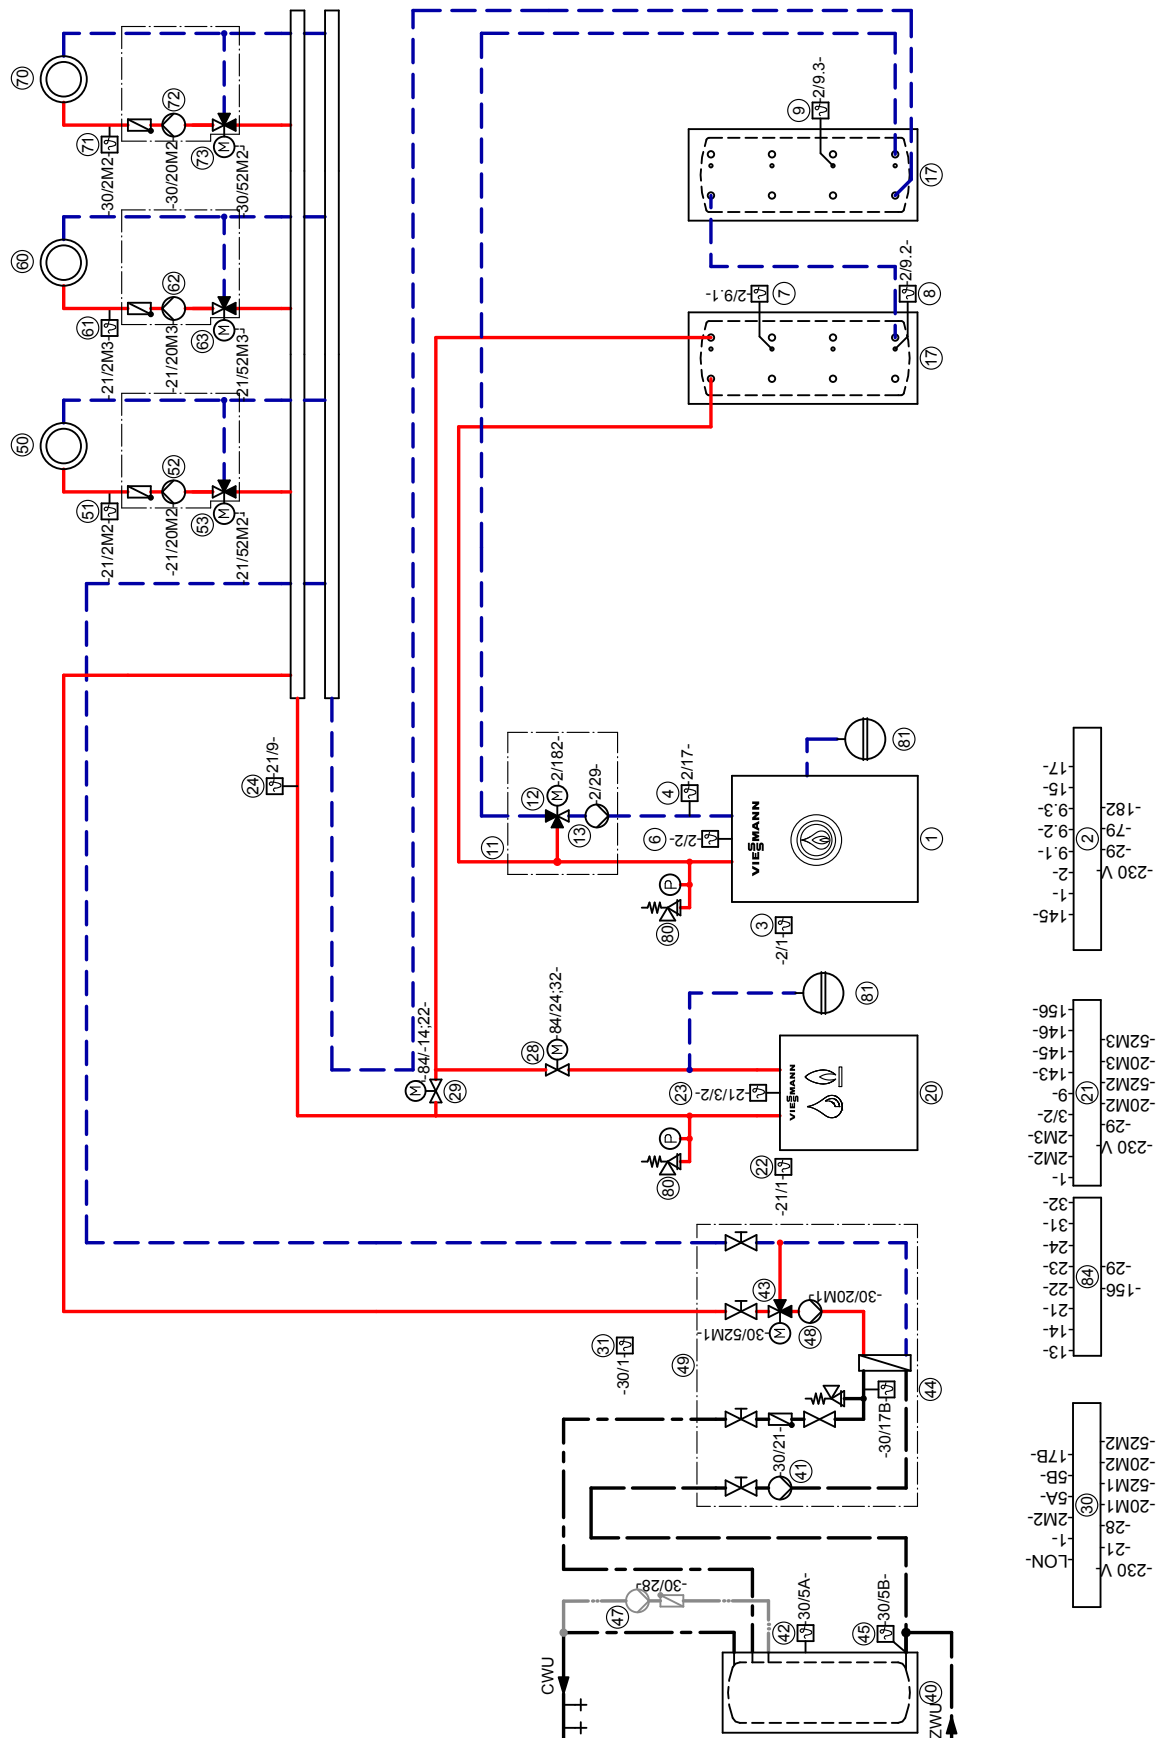 70
60
50
71
72
73
-30/2M2-
-30/20M2-
-30/52M2-
61
62
63
-21/2M3-
-21/20M3-
-21/52M3-
51
52
53
-21/2M2-
-21/20M2-
-21/52M2-
24
-21/9-
9
-2/9.3-
17
7
-2/9.1-
8
-2/9.2-
17
12
M
-2/182-
11
13
-2/29-
4
-2/17-
6
-2/2-
P
80
VIESSMANN
1
81
3
-2/1-
-84/-14;22-
M
29
28
M
-84/24;32-
81
23
-21/3/2-
VIESSMANN
20
P
80
22
-21/1-
49
43
M
-30/52M1-
48
-30/20M1-
31
-30/1-
44
-30/17B-
-30/21-
41
47
-30/28-
CWU
42
-30/5A-
45
-30/5B-
40
ZWU
17-
15-
9.3-
9.2-
9.1-
2-
1-
145-
2
-182
-79
-29
-230 V
156-
146-
145-
143-
9-
3/2-
2M3-
2M2-
1-
21
-52M3
-20M3
-52M2
-20M2
-29
-230 V
32-
31-
24-
23-
22-
21-
14-
13-
84
-29
-156
17B-
5B-
5A-
2M2-
1-
LON-
30
-52M2
-20M2
-52M1
-20M1
-28
-21
-230 V